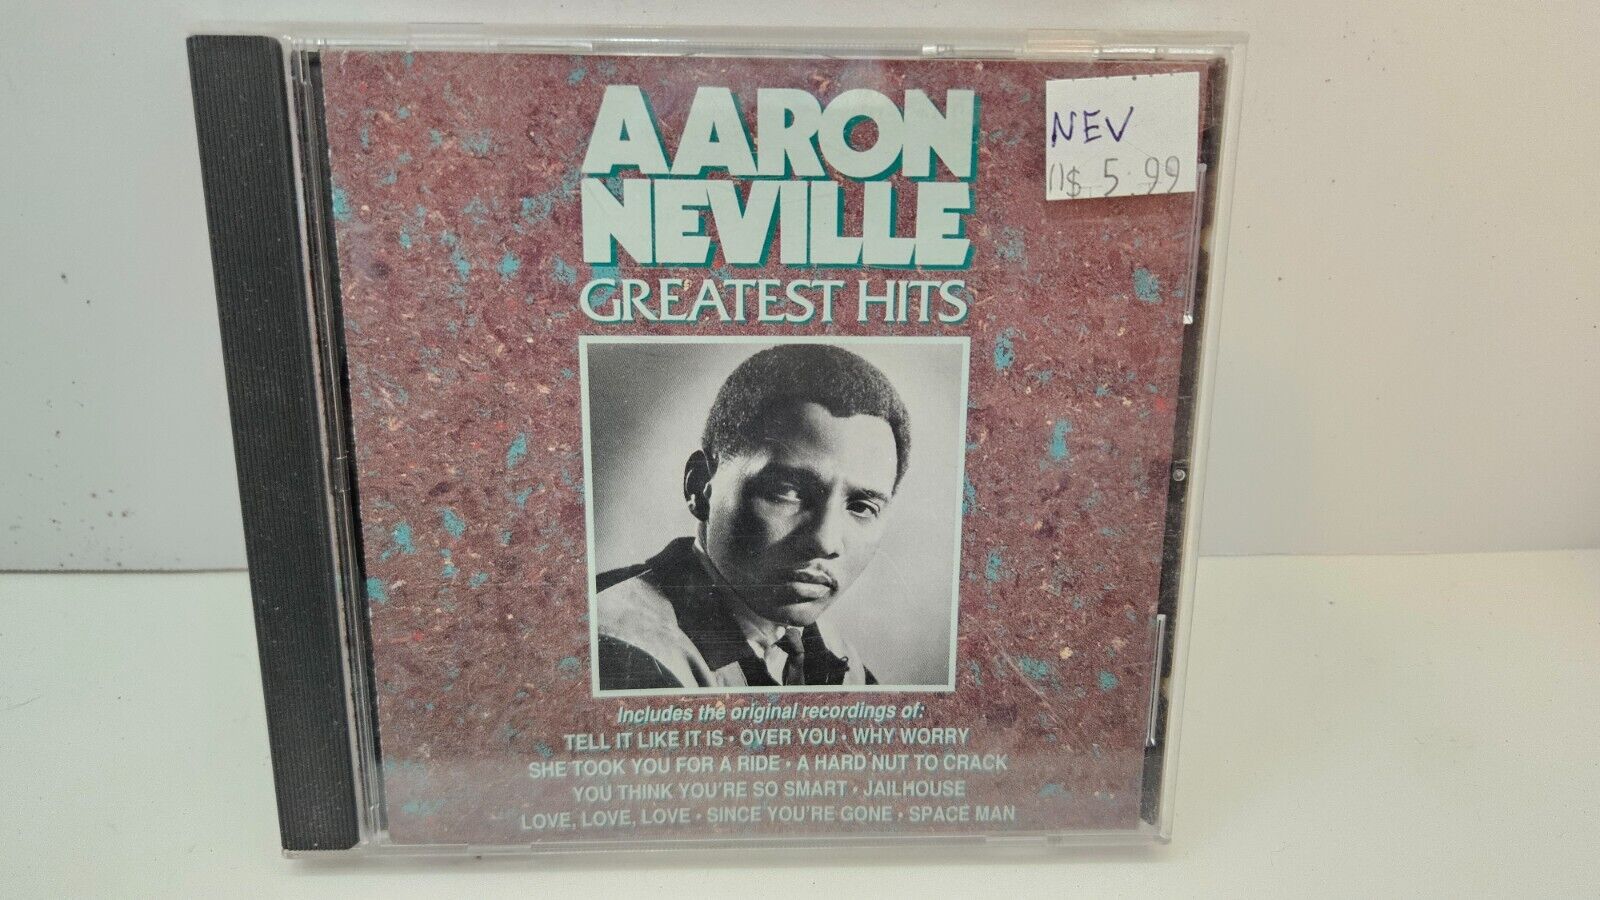 AARON
NEVILLE
GREATEST HITS
NEV
U$ 5.99
Includes the original recordings of:
TELL IT LIKE IT IS • OVER YOU • WHY WORRY
SHE TOOK YOU FOR A RIDE • A HARD NUT TO CRACK
YOU THINK YOU'RE SO SMART • JAILHOUSE
LOVE, LOVE, LOVE • SINCE YOU'RE GONE • SPACE MAN